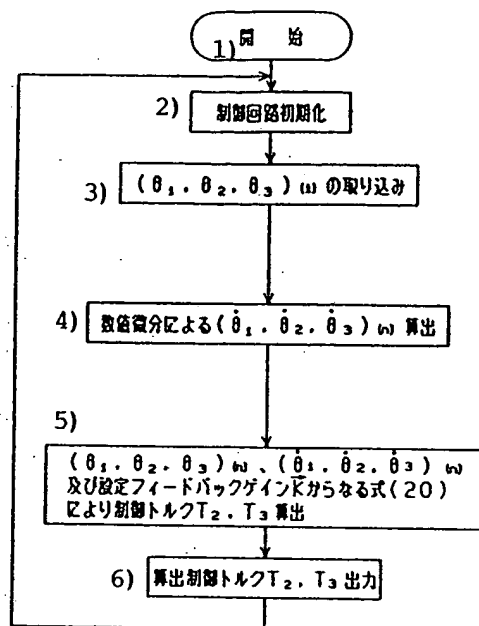 1) 開 始
2) 制御回路初期化
3) (θ₁, θ₂, θ₃)₍ₙ₎ の取り込み
4) 数値微分による(θ̇₁, θ̇₂, θ̇₃)₍ₙ₎ 算出
5)
(θ₁, θ₂, θ₃)₍ₙ₎、(θ̇₁, θ̇₂, θ̇₃)₍ₙ₎
及び設定フィードバックゲインK⃗からなる式(20)
により制御トルクT₂, T₃算出
6) 算出制御トルクT₂, T₃出力